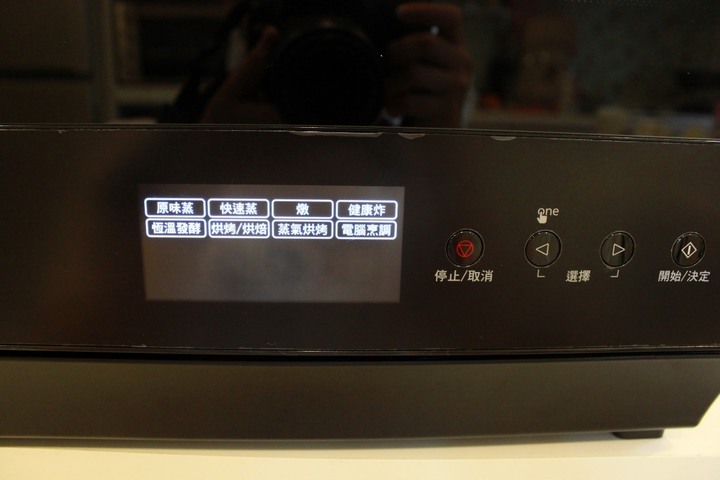 原味蒸 快速蒸 燉 健康炸
恆溫發酵 烘烤/烘焙 蒸氣烘烤 電腦烹調
one
停止/取消 選擇 開始/決定